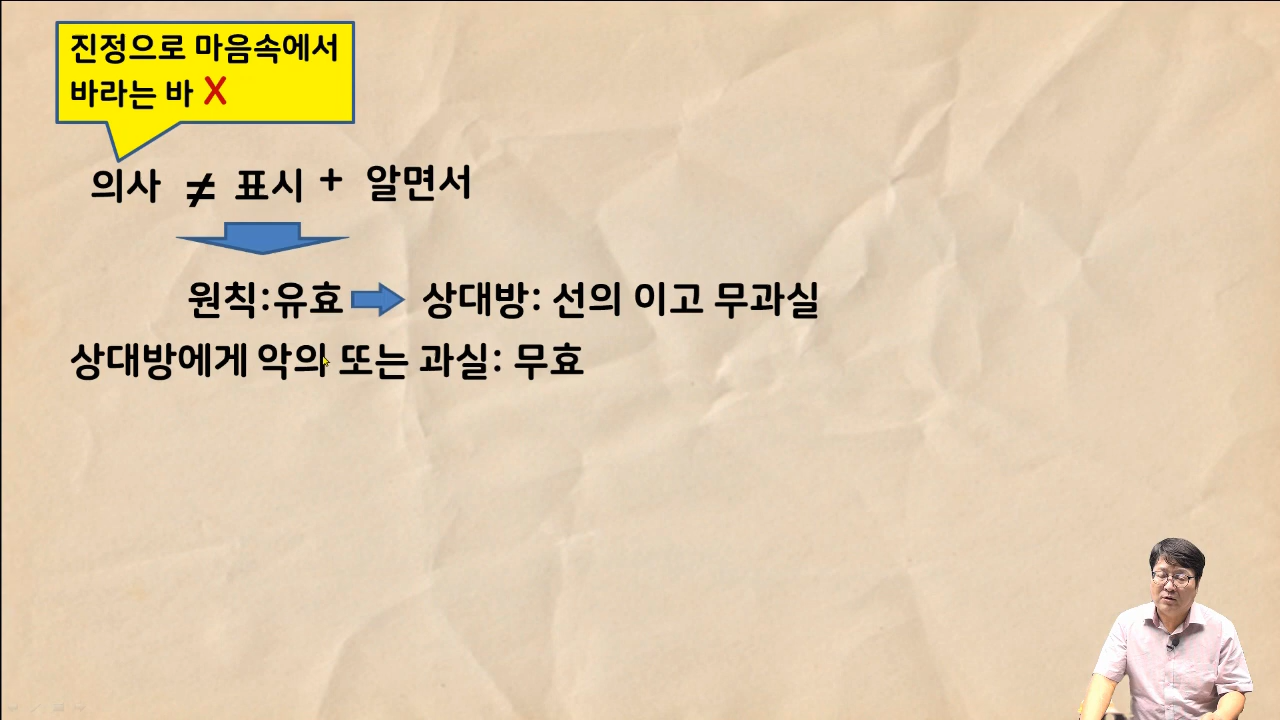 진정으로 마음속에서
바라는 바 X
의사 ≠ 표시 + 알면서
원칙:유효 상대방: 선의 이고 무과실
상대방에게 악의 또는 과실: 무효